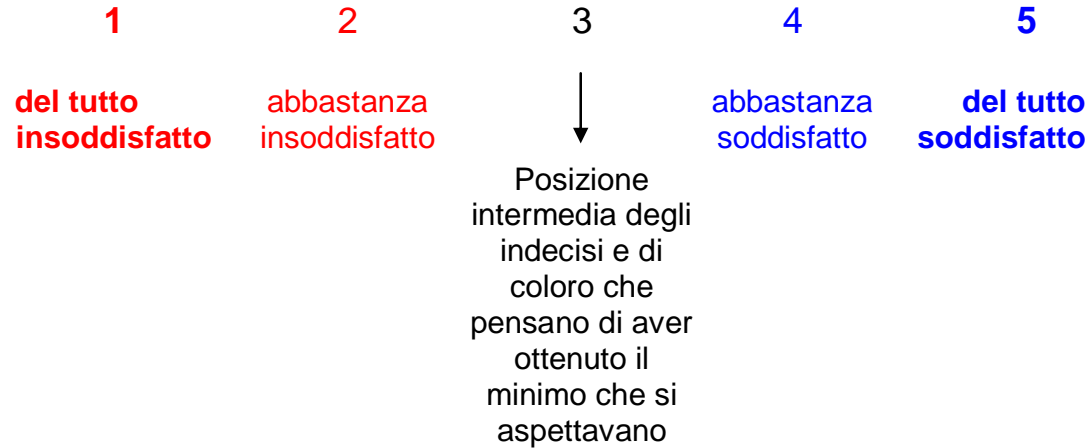 1 2 3 4 5
del tutto abbastanza abbastanza del tutto
insoddisfatto insoddisfatto soddisfatto soddisfatto
Posizione
intermedia degli
indecisi e di
coloro che
pensano di aver
ottenuto il
minimo che si
aspettavano